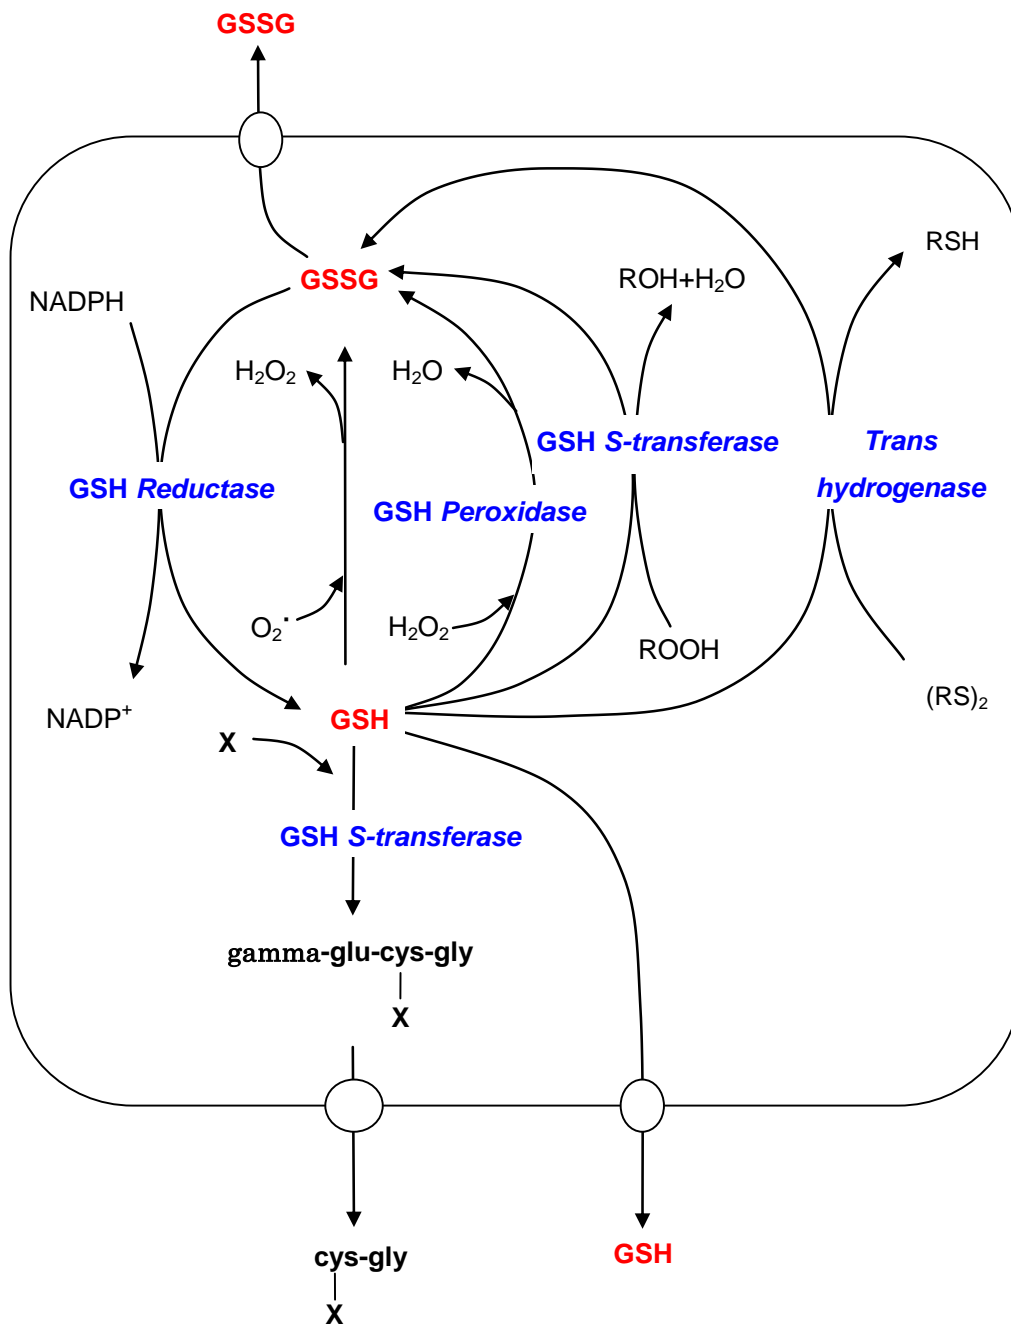 GSSG
RSH
GSSG
ROH+H₂O
NADPH
H₂O₂
H₂O
GSH S-transferase
Trans
hydrogenase
GSH Reductase
GSH Peroxidase
O₂·
H₂O₂
ROOH
(RS)₂
NADP⁺
GSH
X
GSH S-transferase
gamma-glu-cys-gly
X
cys-gly
X
GSH